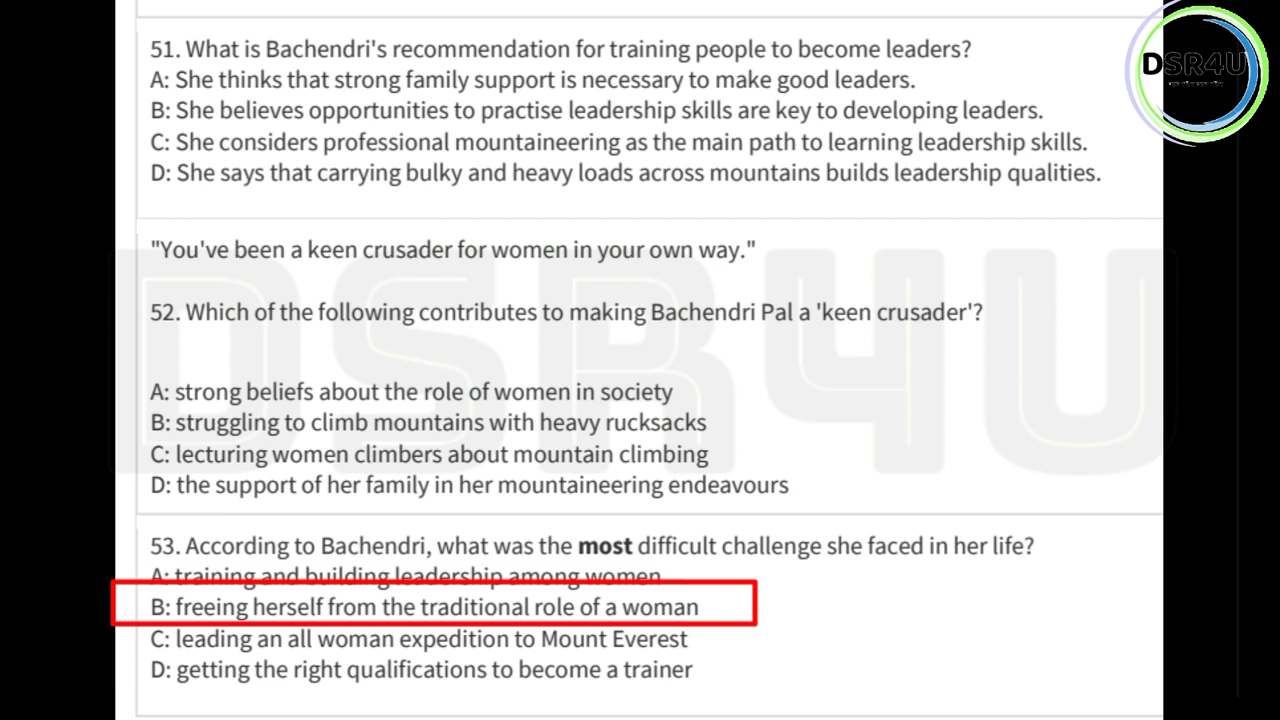 DSR4U
51. What is Bachendri's recommendation for training people to become leaders?
A: She thinks that strong family support is necessary to make good leaders.
B: She believes opportunities to practise leadership skills are key to developing leaders.
C: She considers professional mountaineering as the main path to learning leadership skills.
D: She says that carrying bulky and heavy loads across mountains builds leadership qualities.
"You've been a keen crusader for women in your own way."
52. Which of the following contributes to making Bachendri Pal a 'keen crusader'?
A: strong beliefs about the role of women in society
B: struggling to climb mountains with heavy rucksacks
C: lecturing women climbers about mountain climbing
D: the support of her family in her mountaineering endeavours
DSR4U
53. According to Bachendri, what was the most difficult challenge she faced in her life?
A: training and building leadership among women
B: freeing herself from the traditional role of a woman
C: leading an all woman expedition to Mount Everest
D: getting the right qualifications to become a trainer